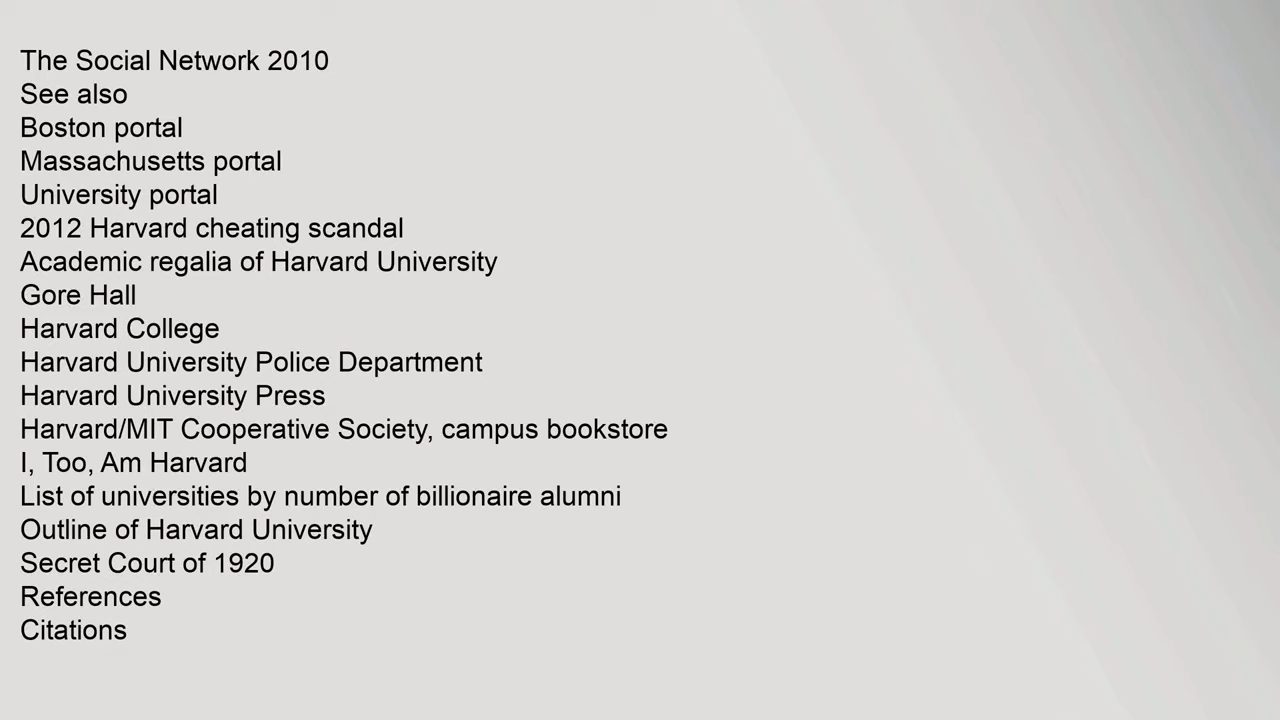 The Social Network 2010
See also
Boston portal
Massachusetts portal
University portal
2012 Harvard cheating scandal
Academic regalia of Harvard University
Gore Hall
Harvard College
Harvard University Police Department
Harvard University Press
Harvard/MIT Cooperative Society, campus bookstore
I, Too, Am Harvard
List of universities by number of billionaire alumni
Outline of Harvard University
Secret Court of 1920
References
Citations